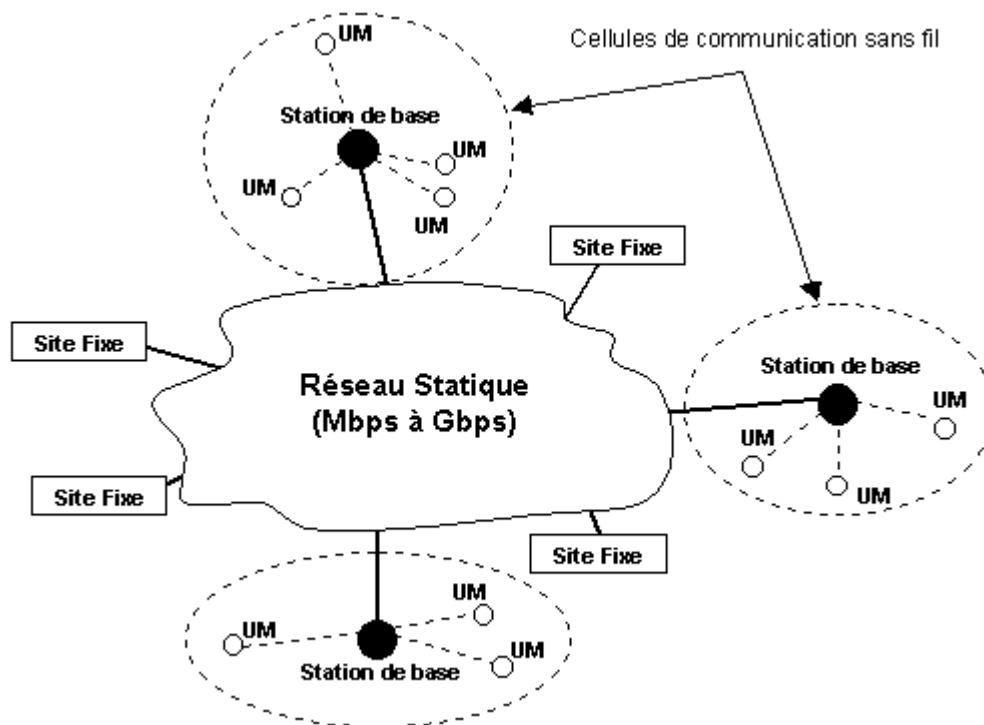 UM
Cellules de communication sans fil
Station de base
UM
UM
UM
Site Fixe
Site Fixe
Réseau Statique
(Mbps à Gbps)
Station de base
UM
UM
UM
Site Fixe
Site Fixe
UM
UM
UM
Station de base